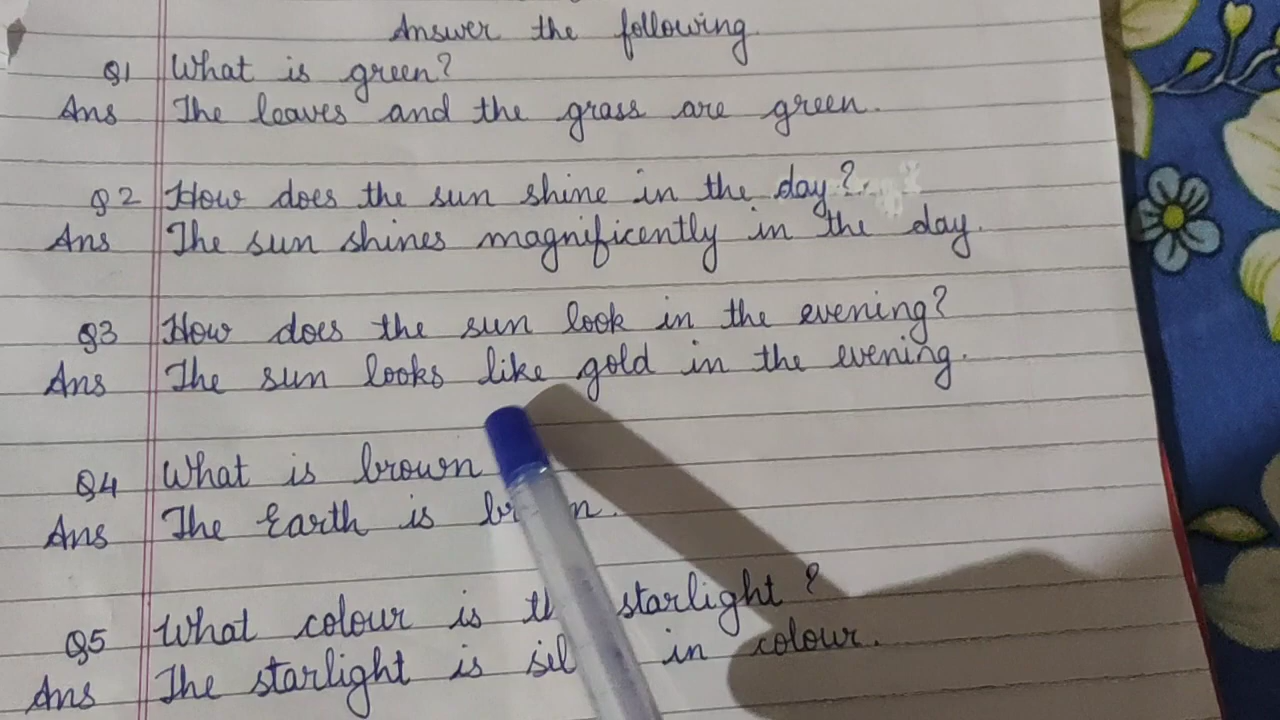 Answer the following
Q1 What is green?
Ans The leaves and the grass are green.
Q2 How does the sun shine in the day?
Ans The sun shines magnificently in the day.
Q3 How does the sun look in the evening?
Ans The sun looks like gold in the evening.
Q4 What is brown
Ans The Earth is
Q5 What colour is starlight?
Ans The starlight is in colour.